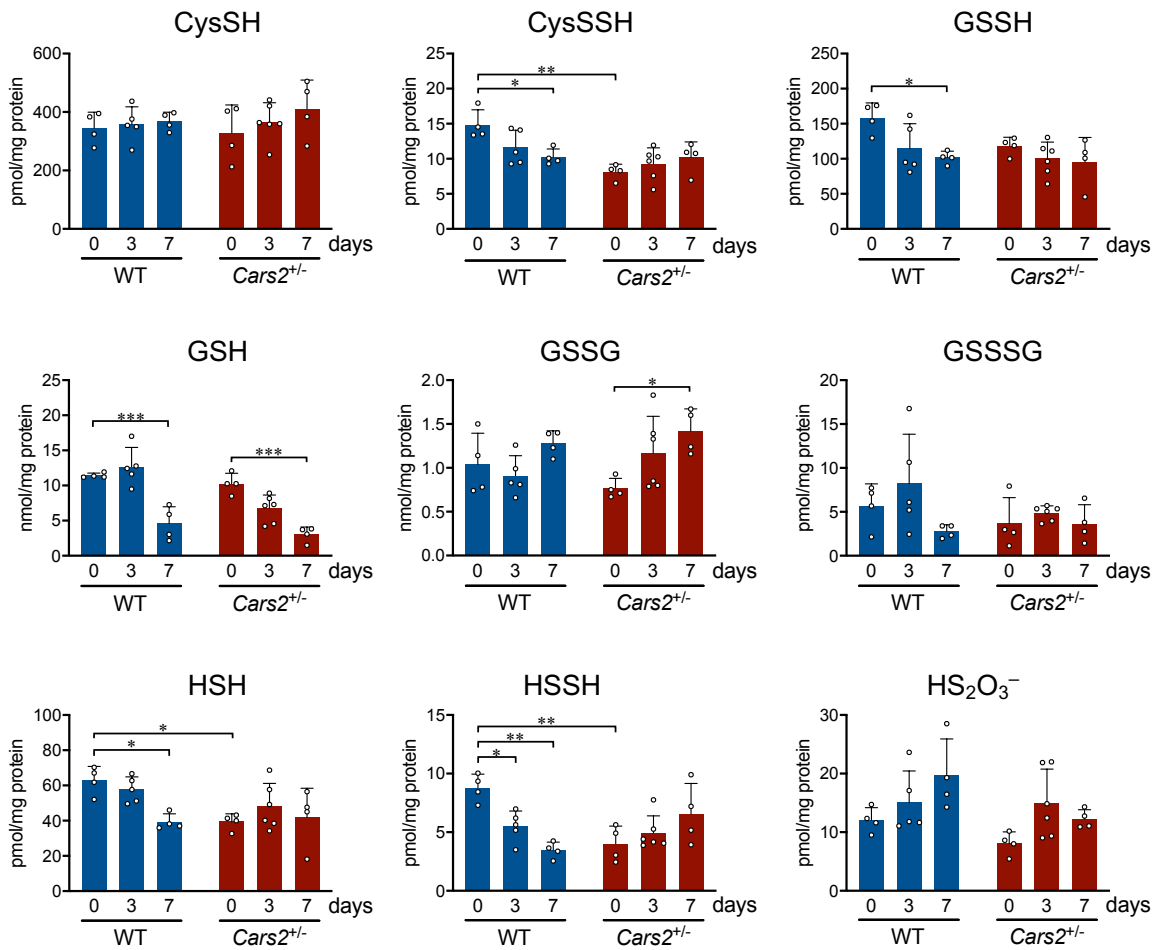 CysSH
CysSSH
GSSH
pmol/mg protein
600
400
200
0
0 3 7 days
WT Cars2+/-
pmol/mg protein
25
20
15
10
5
0
**
*
0 3 7 0 3 7 days
WT Cars2+/-
pmol/mg protein
200
150
100
50
0
*
0 3 7 0 3 7 days
WT Cars2+/-
GSH
GSSG
GSSSG
nmol/mg protein
25
20
15
10
5
0
***
***
0 3 7 0 3 7 days
WT Cars2+/-
nmol/mg protein
2.0
1.5
1.0
0.5
0.0
*
0 3 7 0 3 7 days
WT Cars2+/-
pmol/mg protein
20
15
10
5
0
0 3 7 0 3 7 days
WT Cars2+/-
HSH
HSSH
HS2O3–
pmol/mg protein
100
80
60
40
20
0
*
*
0 3 7 0 3 7 days
WT Cars2+/-
pmol/mg protein
15
10
5
0
**
**
*
0 3 7 0 3 7 days
WT Cars2+/-
pmol/mg protein
30
20
10
0
0 3 7 0 3 7 days
WT Cars2+/-